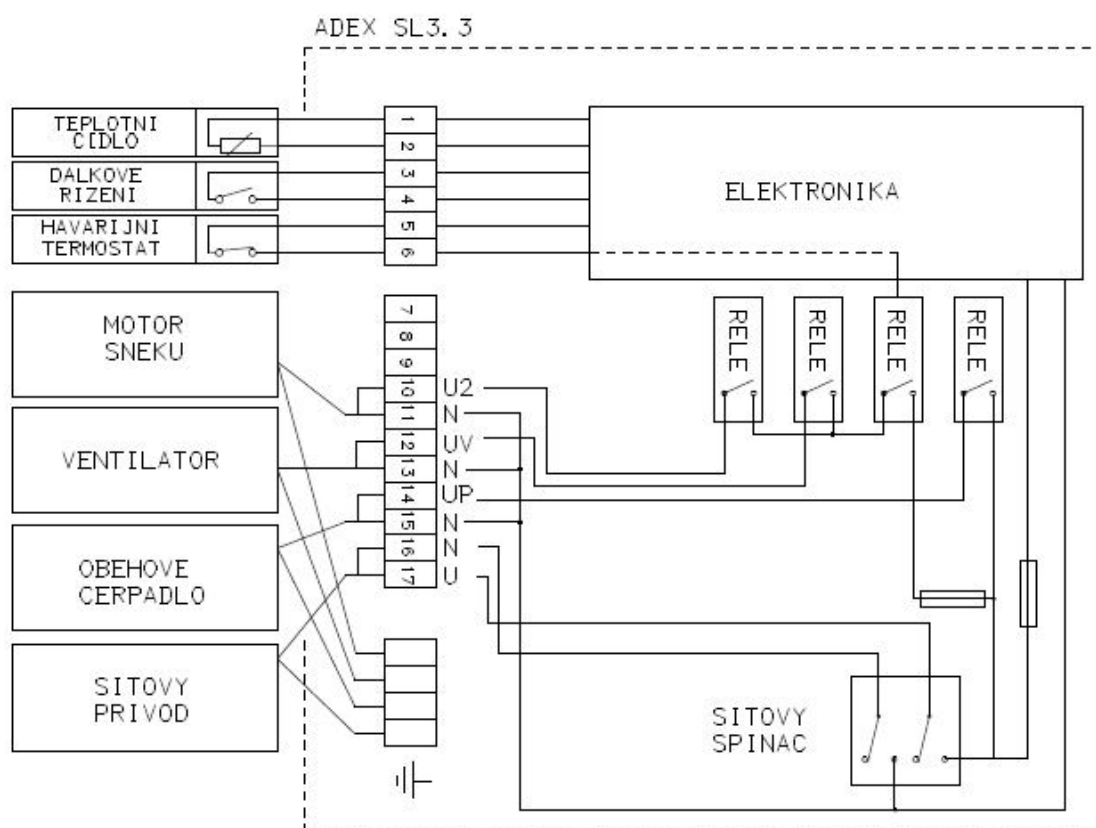 ADEX SL3.3
TEPLOTNI
CIDLO
1
2
DALKOVE
RIZENI
3
4
ELEKTRONIKA
HAVARIJNI
TERMOSTAT
5
6
MOTOR
SNEKU
7
8
9
10 U2
11 N
RELE
RELE
RELE
RELE
VENTILATOR
12 UV
13 N
14 UP
15 N
16 N
17 U
OBEHOVE
CERPADLO
SITOVY
PRIVOD
SITOVY
SPINAC